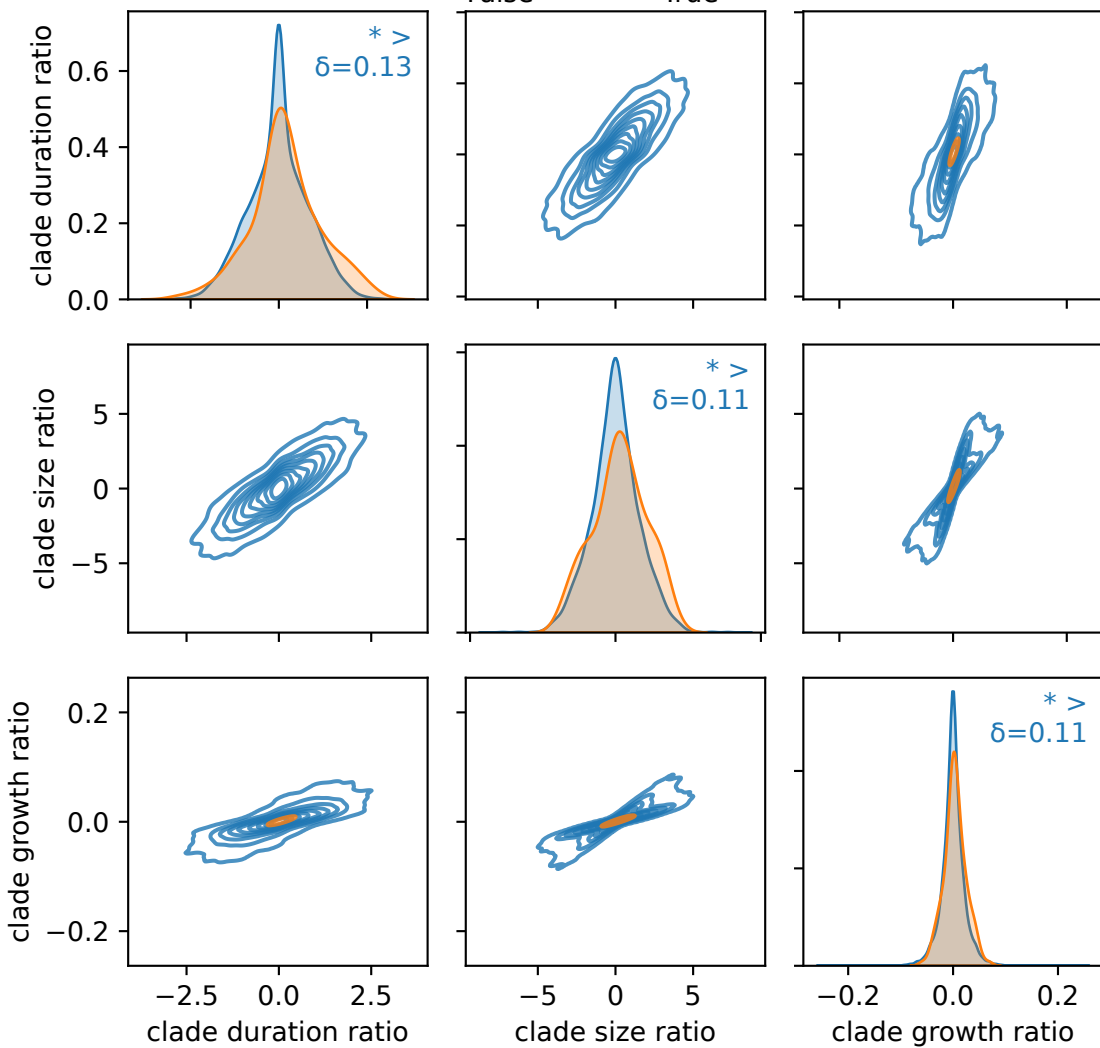 * >
δ=0.13
clade duration ratio
0.6
0.4
0.2
0.0
* >
δ=0.11
clade size ratio
5
0
−5
* >
δ=0.11
clade growth ratio
0.2
0.0
−0.2
−2.5 0.0 2.5 −5 0 5 −0.2 0.0 0.2
clade duration ratio clade size ratio clade growth ratio